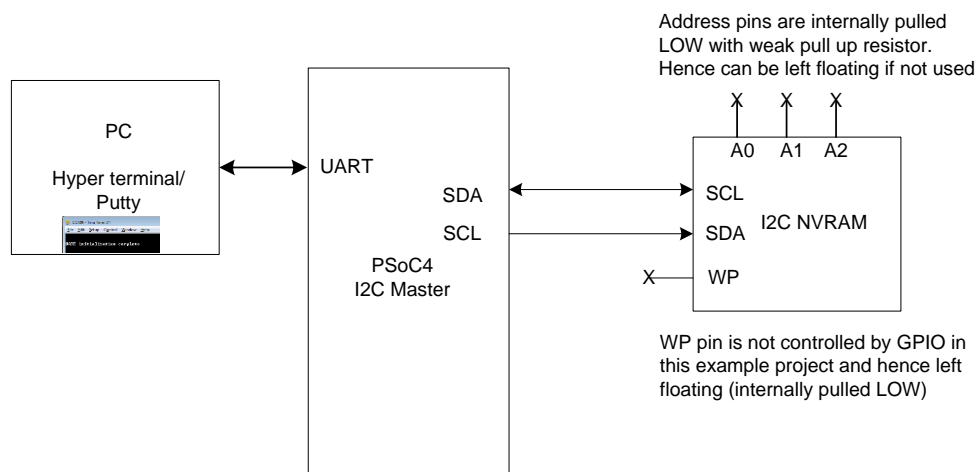 Address pins are internally pulled
LOW with weak pull up resistor.
Hence can be left floating if not used
X X X
A0 A1 A2
PC
Hyper terminal/
Putty
UART
SDA
SCL
PSoC4
I2C Master
SCL
SDA
I2C NVRAM
X
WP
WP pin is not controlled by GPIO in
this example project and hence left
floating (internally pulled LOW)